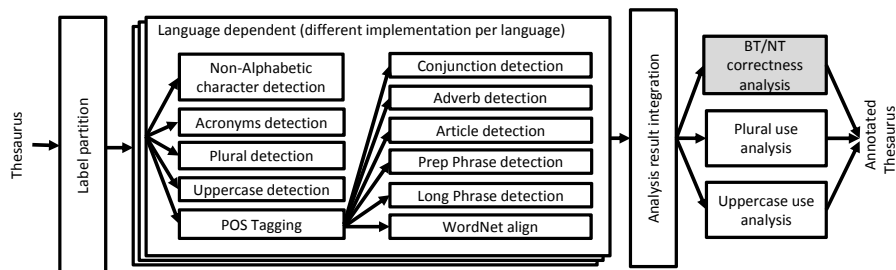 Thesaurus
Label partition
Language dependent (different implementation per language)
Non-Alphabetic
character detection
Acronyms detection
Plural detection
Uppercase detection
POS Tagging
Conjunction detection
Adverb detection
Article detection
Prep Phrase detection
Long Phrase detection
WordNet align
Analysis result integration
BT/NT
correctness
analysis
Plural use
analysis
Uppercase use
analysis
Annotated
Thesaurus